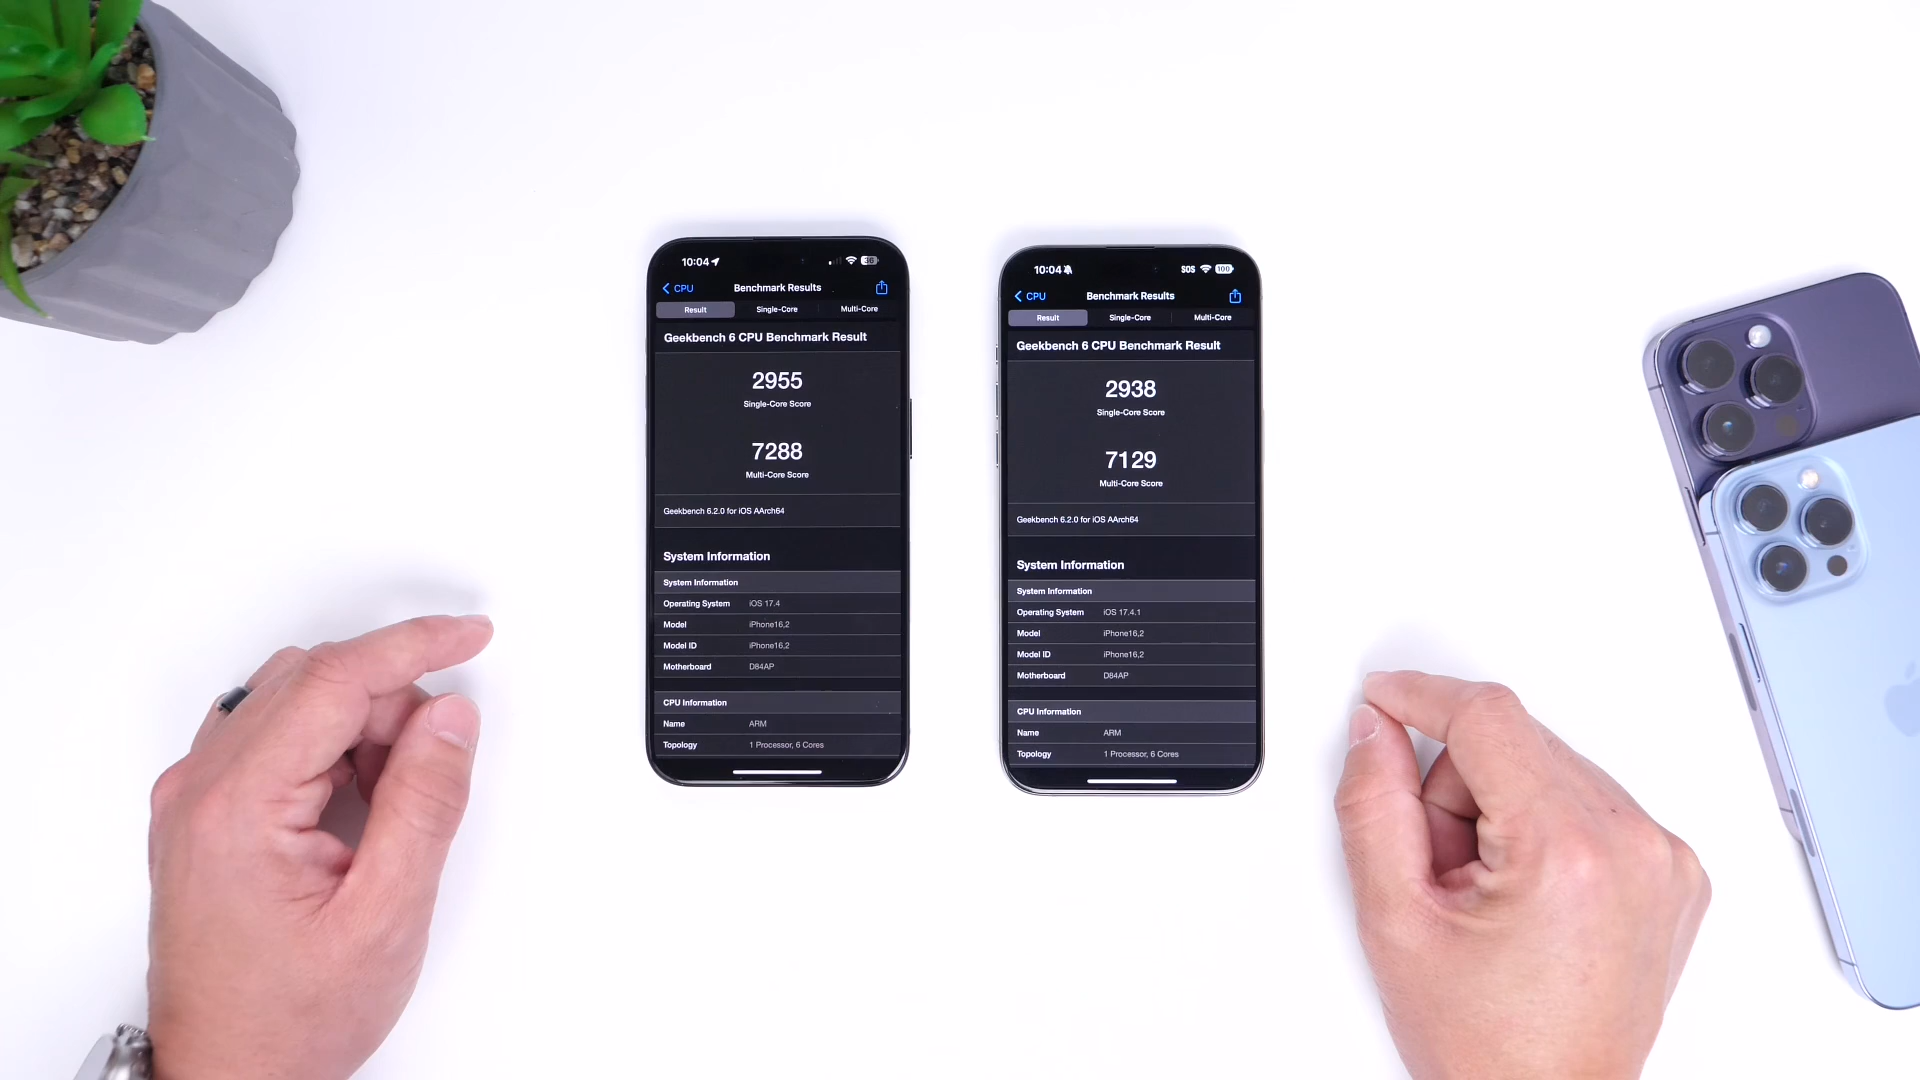 10:04
36
CPU
Benchmark Results
Result
Single-Core
Multi-Core
Geekbench 6 CPU Benchmark Result
2955
Single-Core Score
7288
Multi-Core Score
Geekbench 6.2.0 for iOS AArch64
System Information
System Information
Operating System iOS 17.4
Model iPhone16,2
Model ID iPhone16,2
Motherboard D84AP
CPU Information
Name ARM
Topology 1 Processor, 6 Cores
10:04
SOS
100
CPU
Benchmark Results
Result
Single-Core
Multi-Core
Geekbench 6 CPU Benchmark Result
2938
Single-Core Score
7129
Multi-Core Score
Geekbench 6.2.0 for iOS AArch64
System Information
System Information
Operating System iOS 17.4.1
Model iPhone16,2
Model ID iPhone16,2
Motherboard D84AP
CPU Information
Name ARM
Topology 1 Processor, 6 Cores